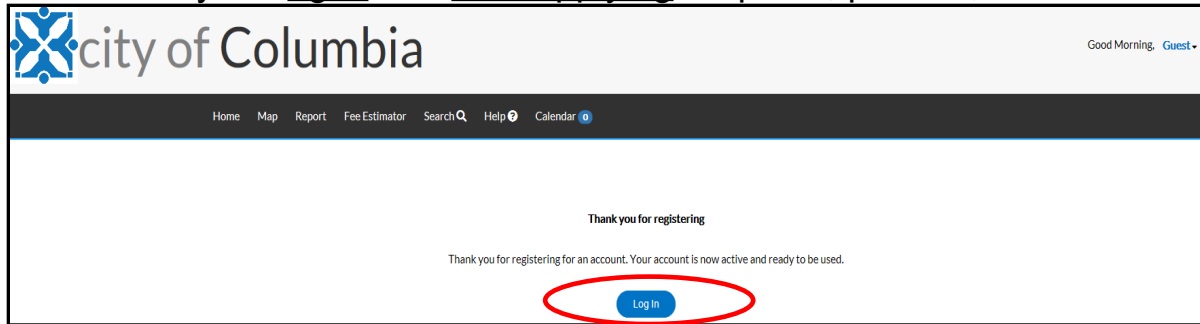 city of Columbia
Good Morning, Guest
Home Map Report Fee Estimator Search Help Calendar 0
Thank you for registering
Thank you for registering for an account. Your account is now active and ready to be used.
Log In